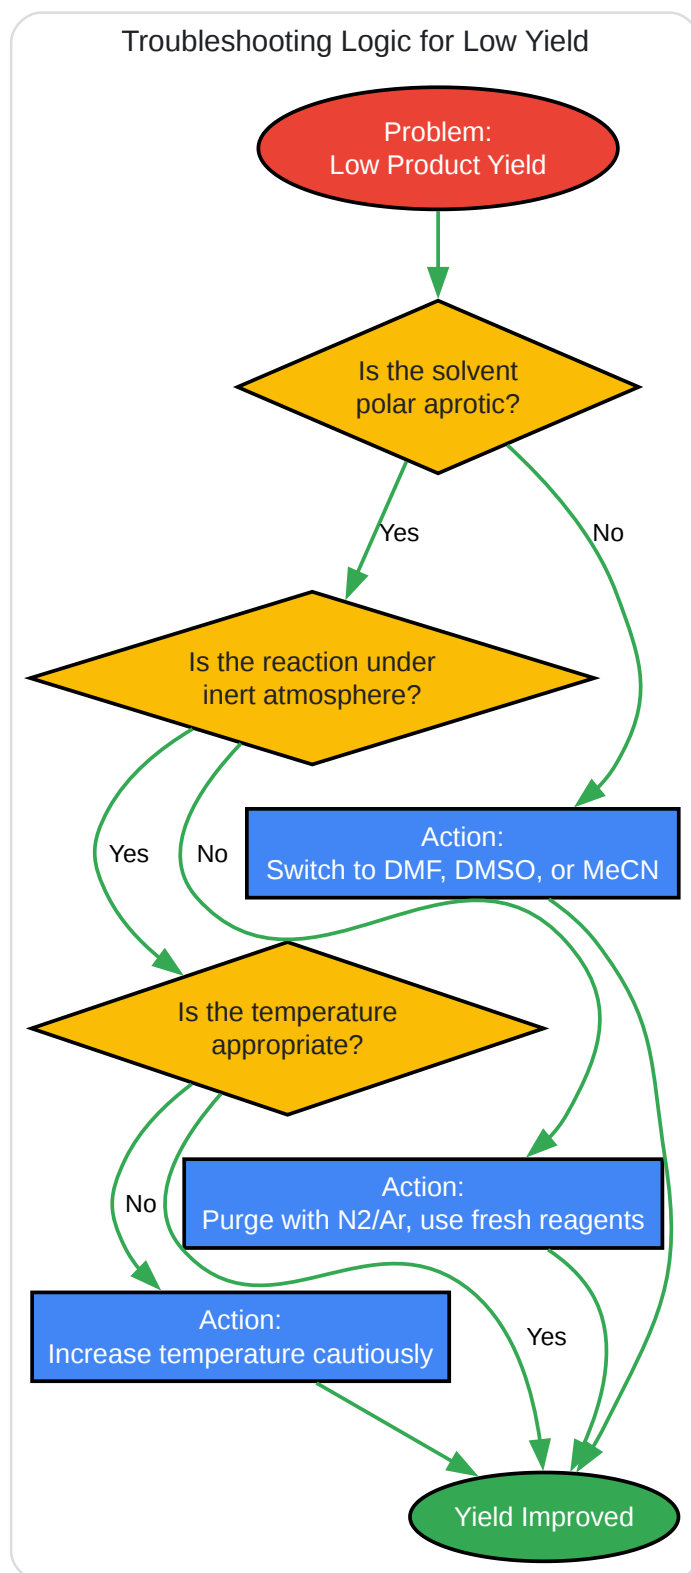 Troubleshooting Logic for Low Yield
Problem:
Low Product Yield
Is the solvent
polar aprotic?
Yes
No
Is the reaction under
inert atmosphere?
Action:
Switch to DMF, DMSO, or MeCN
Yes
No
Is the temperature
appropriate?
Action:
Purge with N2/Ar, use fresh reagents
No
Action:
Increase temperature cautiously
Yes
Yield Improved